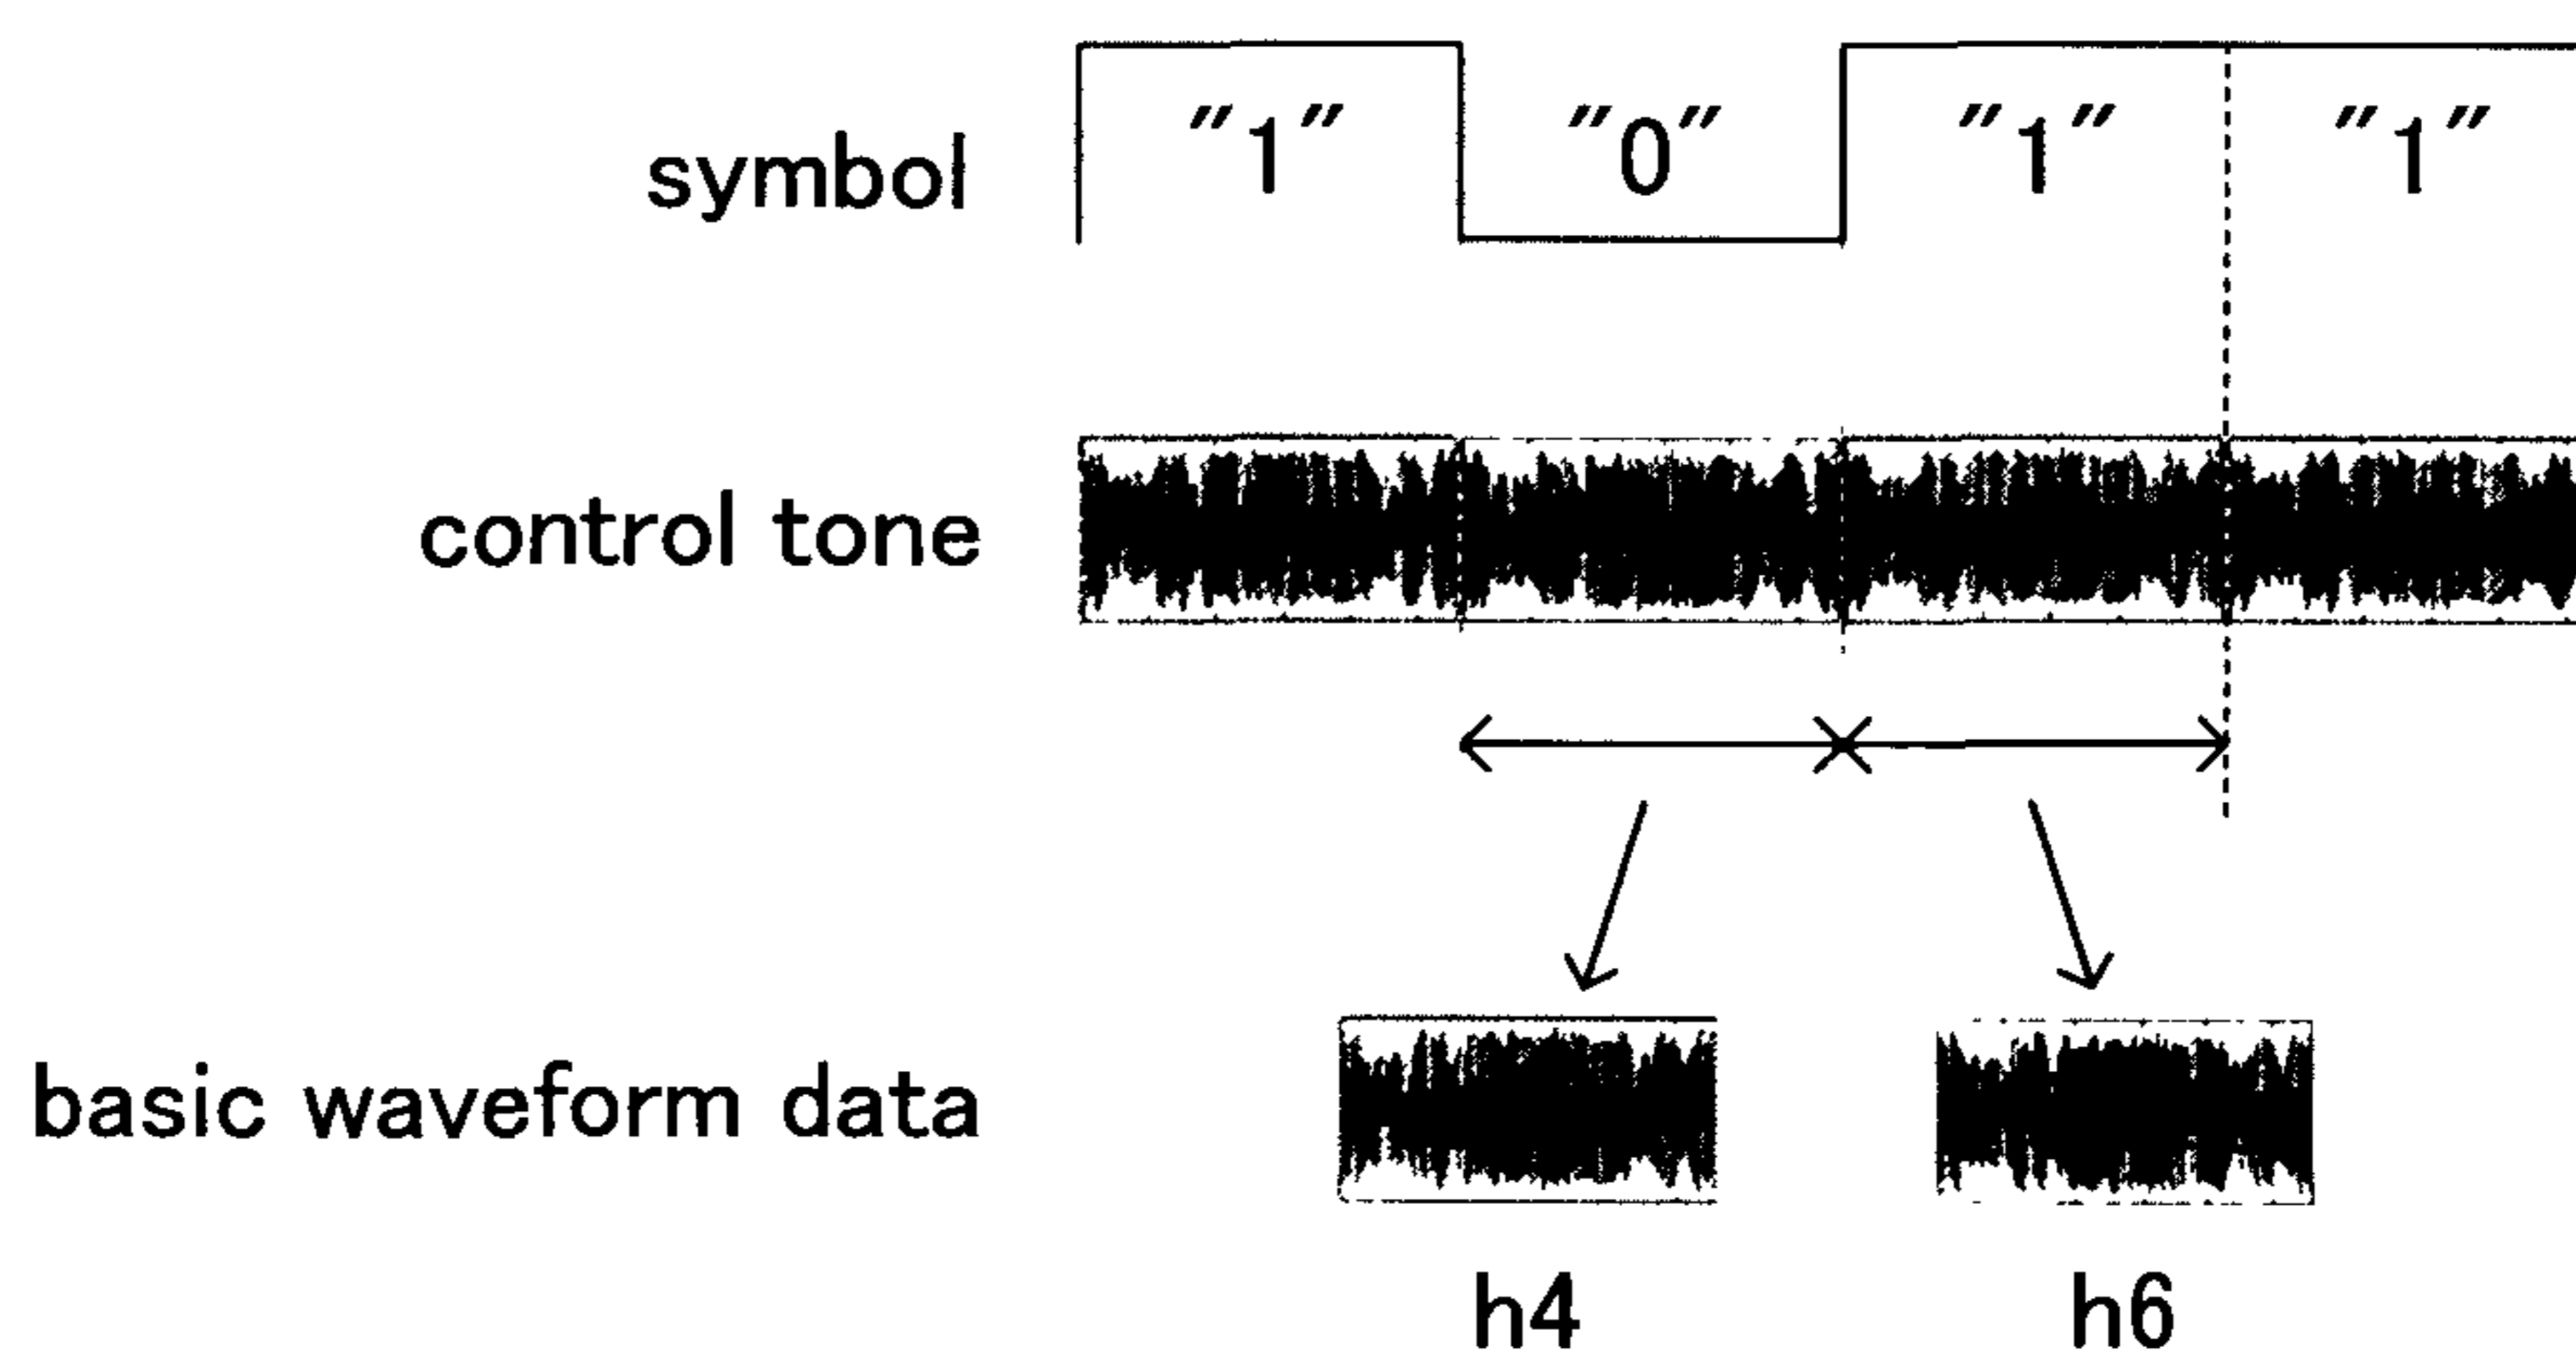 symbol "1" "0" "1" "1"
control tone
basic waveform data
h4 h6